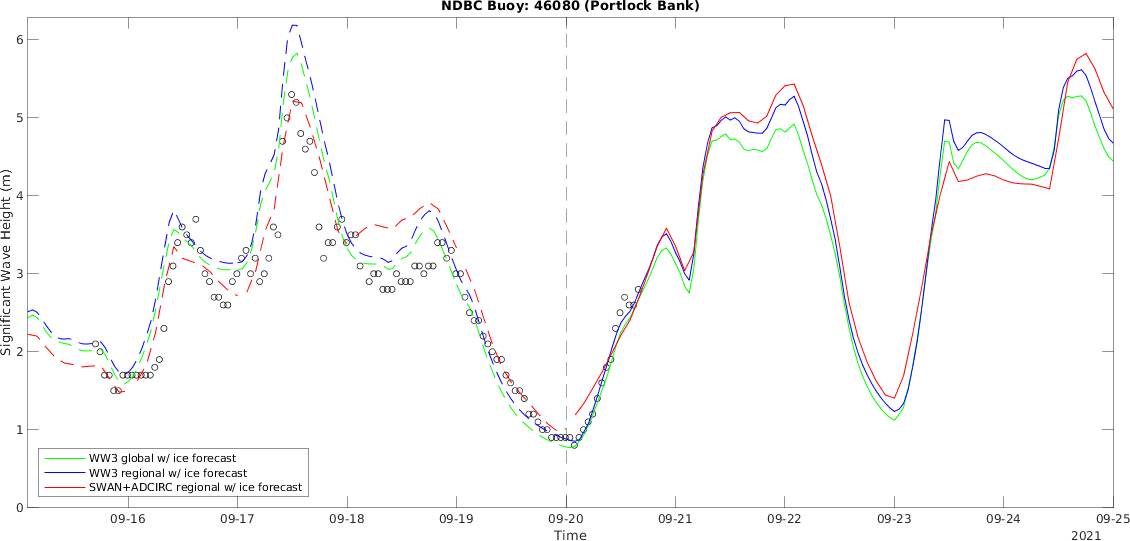 NDBC Buoy: 46080 (Portlock Bank)
6
5
4
3
2
1
0
Significant Wave Height (m)
WW3 global w/ ice forecast
WW3 regional w/ ice forecast
SWAN+ADCIRC regional w/ ice forecast
09-16 09-17 09-18 09-19 09-20 09-21 09-22 09-23 09-24 09-25
Time
2021